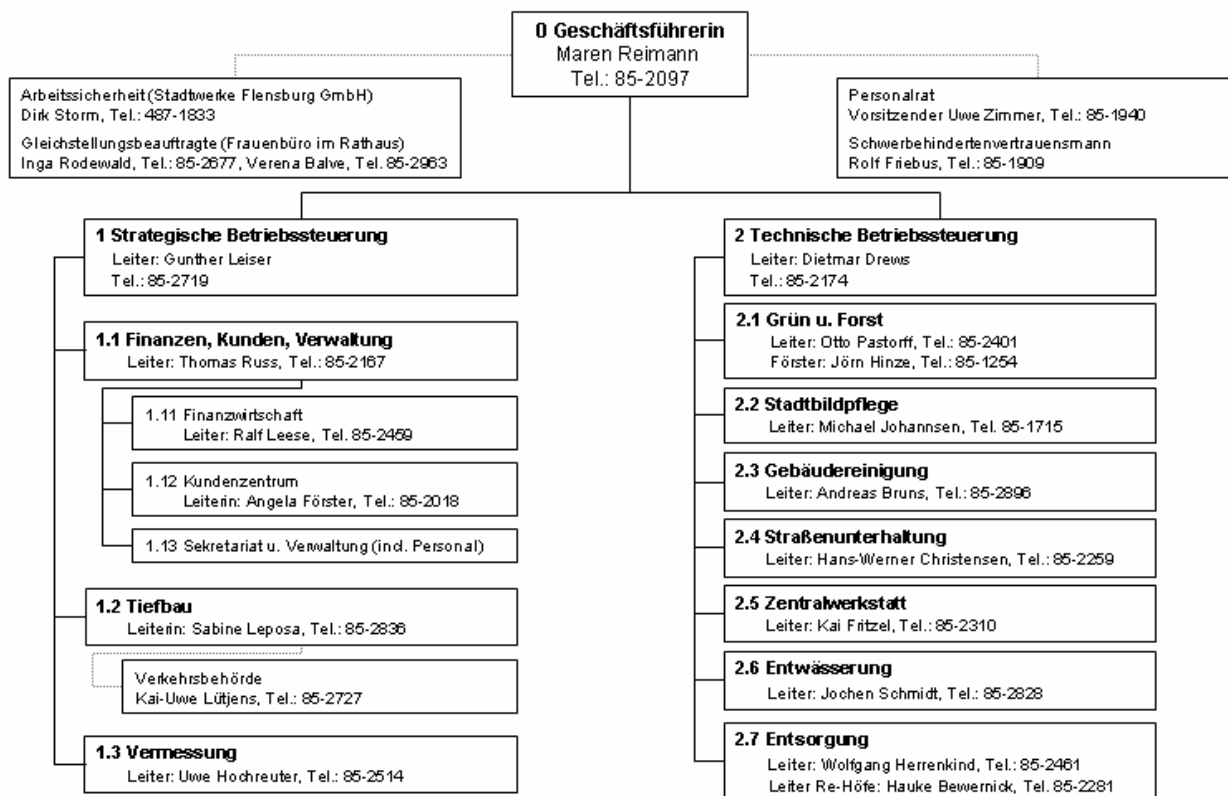 0 Geschäftsführerin
Maren Reimann
Tel.: 85-2097
Arbeitssicherheit (Stadtwerke Flensburg GmbH)
Dirk Storm, Tel.: 487-1833
Gleichstellungsbeauftragte (Frauenbüro im Rathaus)
Inga Rodewald, Tel.: 85-2677, Verena Balve, Tel. 85-2963
Personalrat
Vorsitzender Uwe Zimmer, Tel.: 85-1940
Schwerbehindertenvertrauensmann
Rolf Friebus, Tel.: 85-1909
1 Strategische Betriebssteuerung
Leiter: Gunther Leiser
Tel.: 85-2719
1.1 Finanzen, Kunden, Verwaltung
Leiter: Thomas Russ, Tel.: 85-2167
1.11 Finanzwirtschaft
Leiter: Ralf Leese, Tel. 85-2459
1.12 Kundenzentrum
Leiterin: Angela Förster, Tel.: 85-2018
1.13 Sekretariat u. Verwaltung (incl. Personal)
1.2 Tiefbau
Leiterin: Sabine Leposa, Tel.: 85-2836
Verkehrsbehörde
Kai-Uwe Lütjens, Tel.: 85-2727
1.3 Vermessung
Leiter: Uwe Hochreuter, Tel.: 85-2514
2 Technische Betriebssteuerung
Leiter: Dietmar Drews
Tel.: 85-2174
2.1 Grün u. Forst
Leiter: Otto Pastorff, Tel.: 85-2401
Förster: Jörn Hinze, Tel.: 85-1254
2.2 Stadtbildpflege
Leiter: Michael Johannsen, Tel. 85-1715
2.3 Gebäudereinigung
Leiter: Andreas Bruns, Tel.: 85-2896
2.4 Straßenunterhaltung
Leiter: Hans-Werner Christensen, Tel.: 85-2259
2.5 Zentralwerkstatt
Leiter: Kai Fritzel, Tel.: 85-2310
2.6 Entwässerung
Leiter: Jochen Schmidt, Tel.: 85-2828
2.7 Entsorgung
Leiter: Wolfgang Herrenkind, Tel.: 85-2461
Leiter Re-Höfe: Hauke Bewernick, Tel. 85-2281